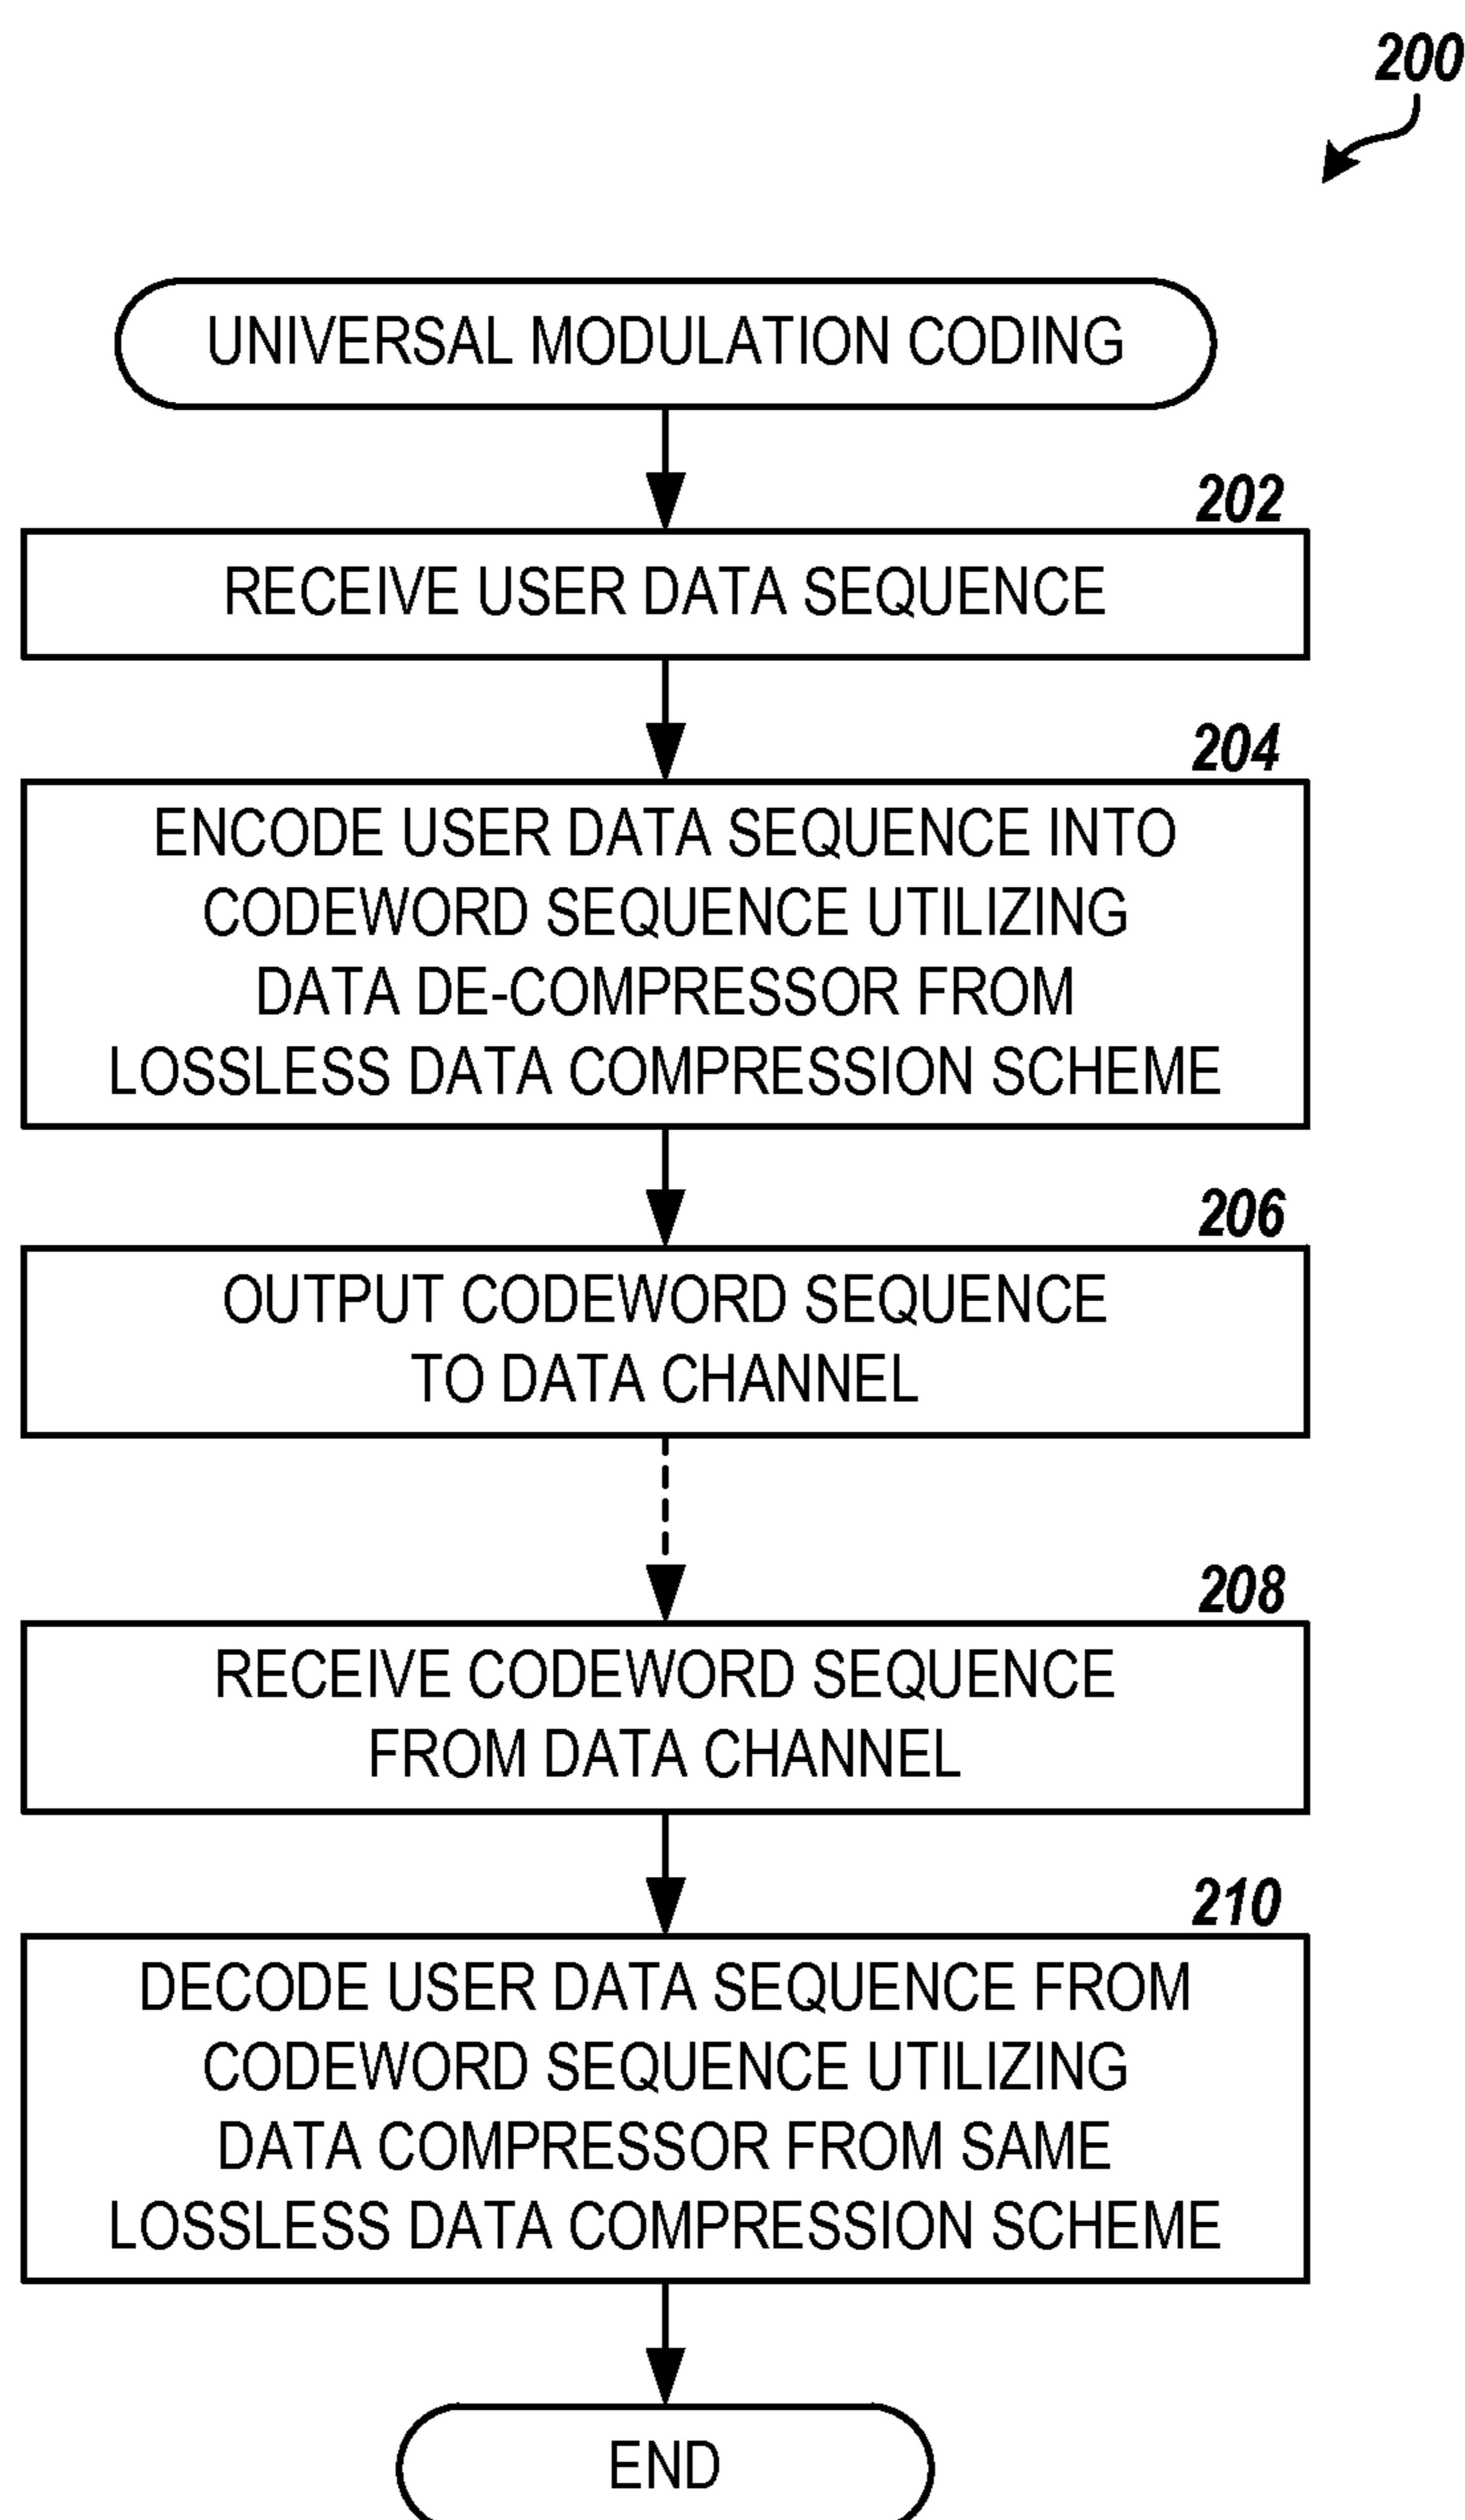 200
UNIVERSAL MODULATION CODING
202
RECEIVE USER DATA SEQUENCE
204
ENCODE USER DATA SEQUENCE INTO
CODEWORD SEQUENCE UTILIZING
DATA DE-COMPRESSOR FROM
LOSSLESS DATA COMPRESSION SCHEME
206
OUTPUT CODEWORD SEQUENCE
TO DATA CHANNEL
208
RECEIVE CODEWORD SEQUENCE
FROM DATA CHANNEL
210
DECODE USER DATA SEQUENCE FROM
CODEWORD SEQUENCE UTILIZING
DATA COMPRESSOR FROM SAME
LOSSLESS DATA COMPRESSION SCHEME
END